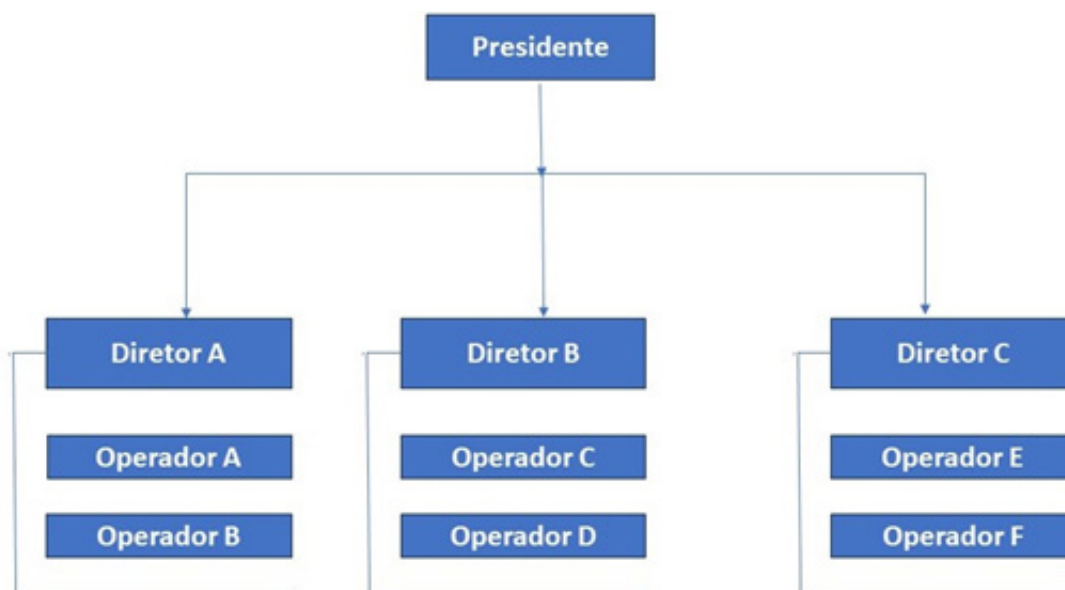 Presidente
Diretor A
Diretor B
Diretor C
Operador A
Operador C
Operador E
Operador B
Operador D
Operador F